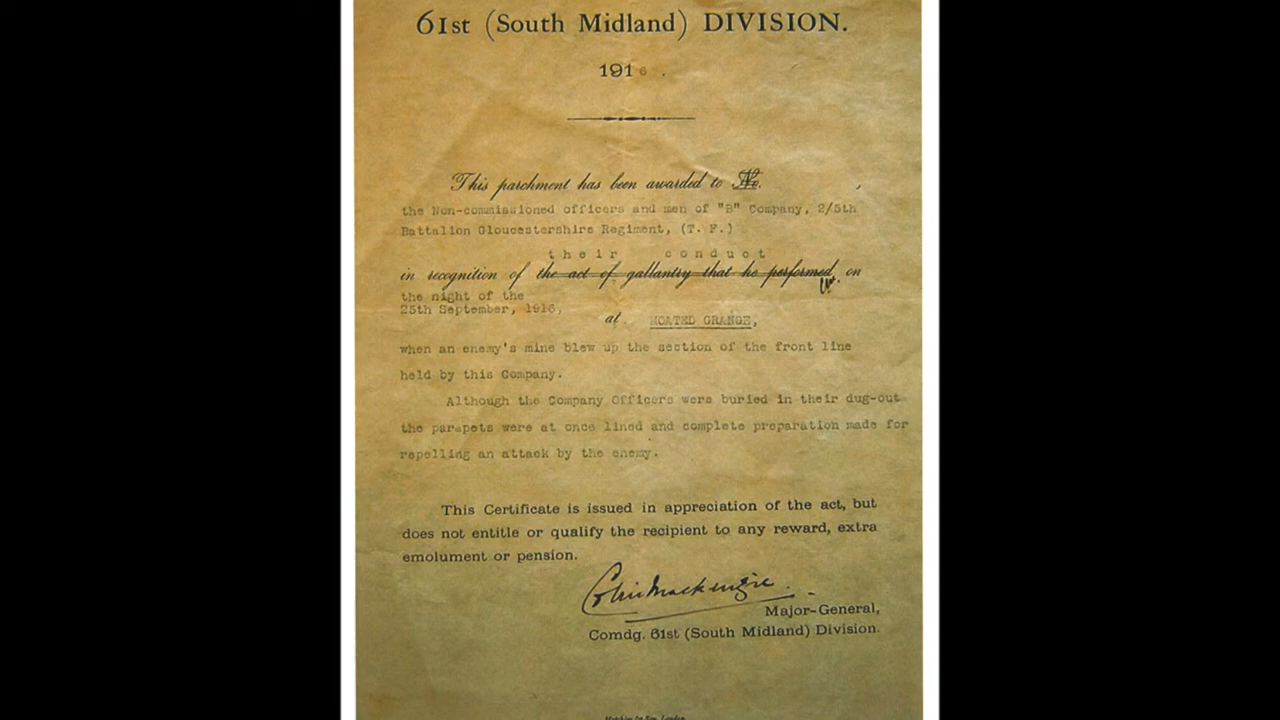 61st (South Midland) DIVISION.
1916 .
This parchment has been awarded to No. ,
the Non-commissioned officers and men of "B" Company, 2/5th
Battalion Gloucestershire Regiment, (T. F.)
their conduct
in recognition of the act of gallantry that he performed, on
the night of the
25th September, 1916,
at MOATED GRANGE,
when an enemy's mine blew up the section of the front line
held by this Company.
Although the Company Officers were buried in their dug-out
the parapets were at once lined and complete preparation made for
repelling an attack by the enemy.
This Certificate is issued in appreciation of the act, but
does not entitle or qualify the recipient to any reward, extra
emolument or pension.
Colin Mackenzie.
Major-General,
Comdg. 61st (South Midland) Division.